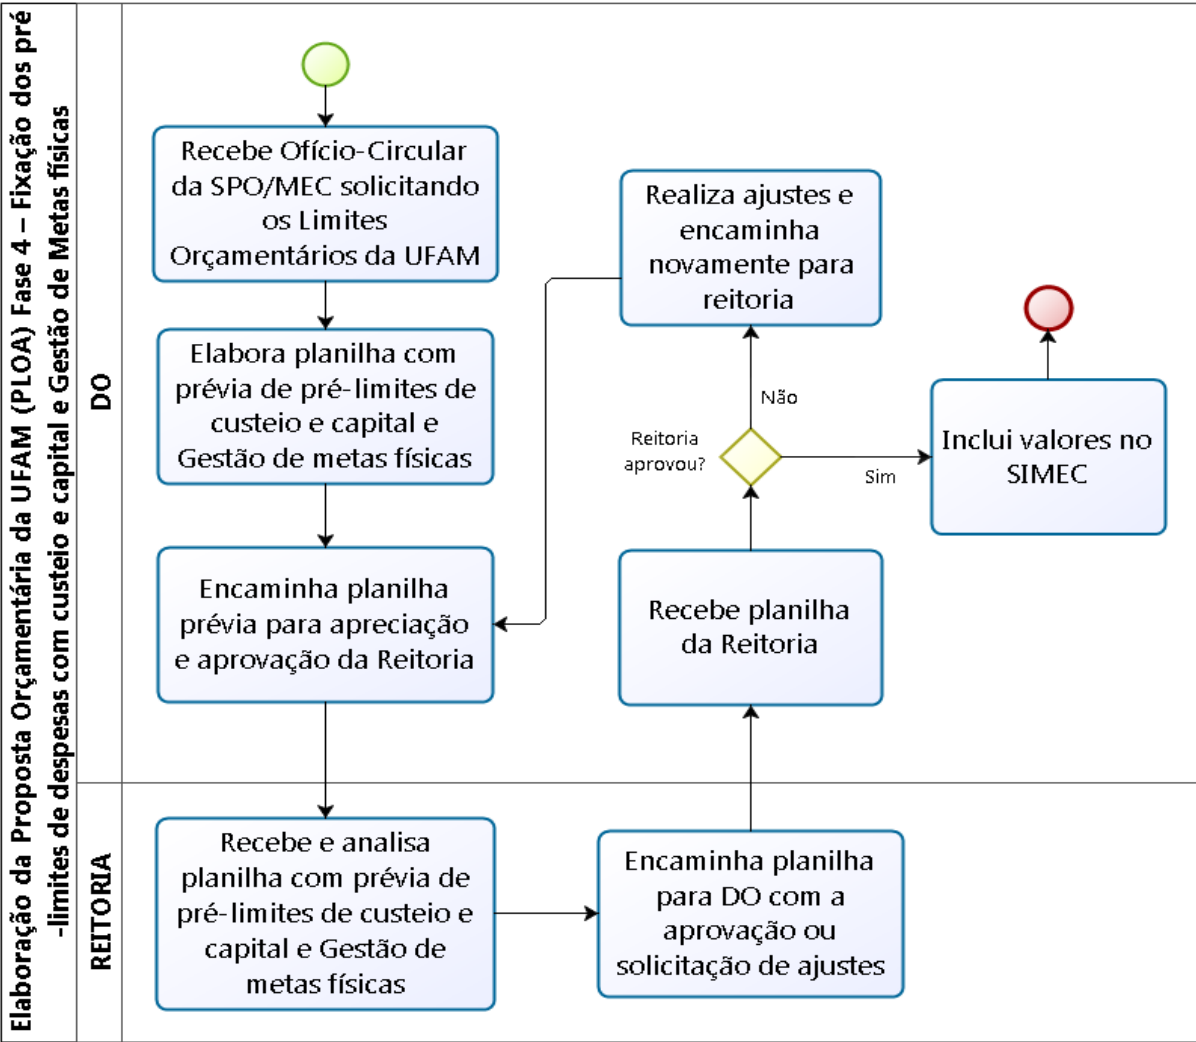 Elaboração da Proposta Orçamentária da UFAM (PLOA) Fase 4 – Fixação dos pré
-limites de despesas com custeio e capital e Gestão de Metas físicas
DO
Recebe Ofício-Circular
da SPO/MEC solicitando
os Limites
Orçamentários da UFAM
Elabora planilha com
prévia de pré-limites de
custeio e capital e
Gestão de metas físicas
Encaminha planilha
prévia para apreciação
e aprovação da Reitoria
Realiza ajustes e
encaminha
novamente para
reitoria
Não
Reitoria
aprovou?
Sim
Inclui valores no
SIMEC
Recebe planilha
da Reitoria
REITORIA
Recebe e analisa
planilha com prévia de
pré-limites de custeio e
capital e Gestão de
metas físicas
Encaminha planilha
para DO com a
aprovação ou
solicitação de ajustes